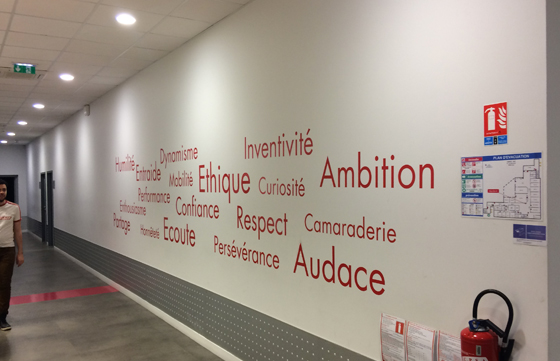 Humilité
Entraide
Dynamisme
Inventivité
Mobilité
Ethique
Curiosité
Ambition
Performance
Enthousiasme
Confiance
Respect
Camaraderie
Partage
Honnêteté
Ecoute
Persévérance
Audace
PLAN D'EVACUATION